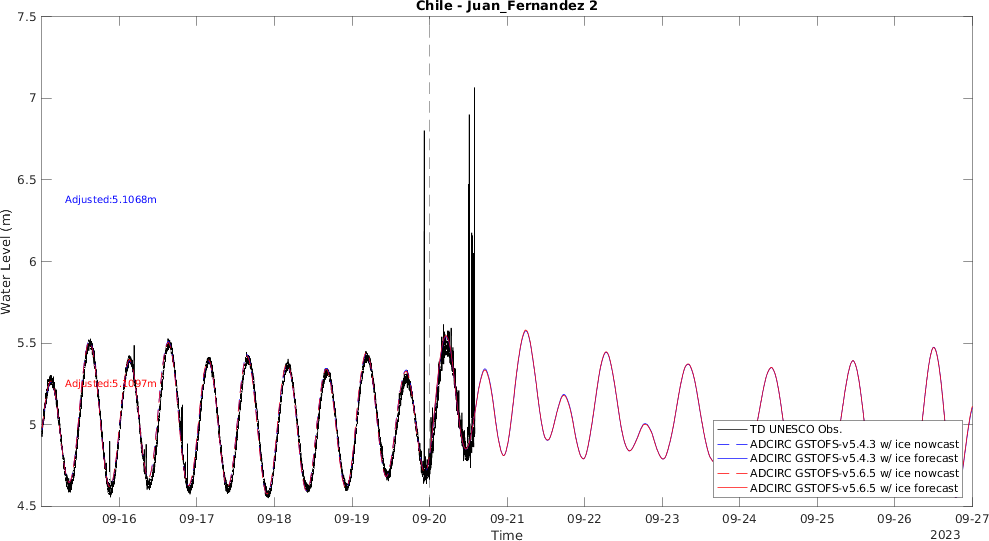 Chile - Juan_Fernandez 2
7.5
7
6.5
6
5.5
5
4.5
Water Level (m)
Adjusted:5.1068m
Adjusted:5.1097m
TD UNESCO Obs.
ADCIRC GSTOFS-v5.4.3 w/ ice nowcast
ADCIRC GSTOFS-v5.4.3 w/ ice forecast
ADCIRC GSTOFS-v5.6.5 w/ ice nowcast
ADCIRC GSTOFS-v5.6.5 w/ ice forecast
09-16 09-17 09-18 09-19 09-20 09-21 09-22 09-23 09-24 09-25 09-26 09-27
Time
2023